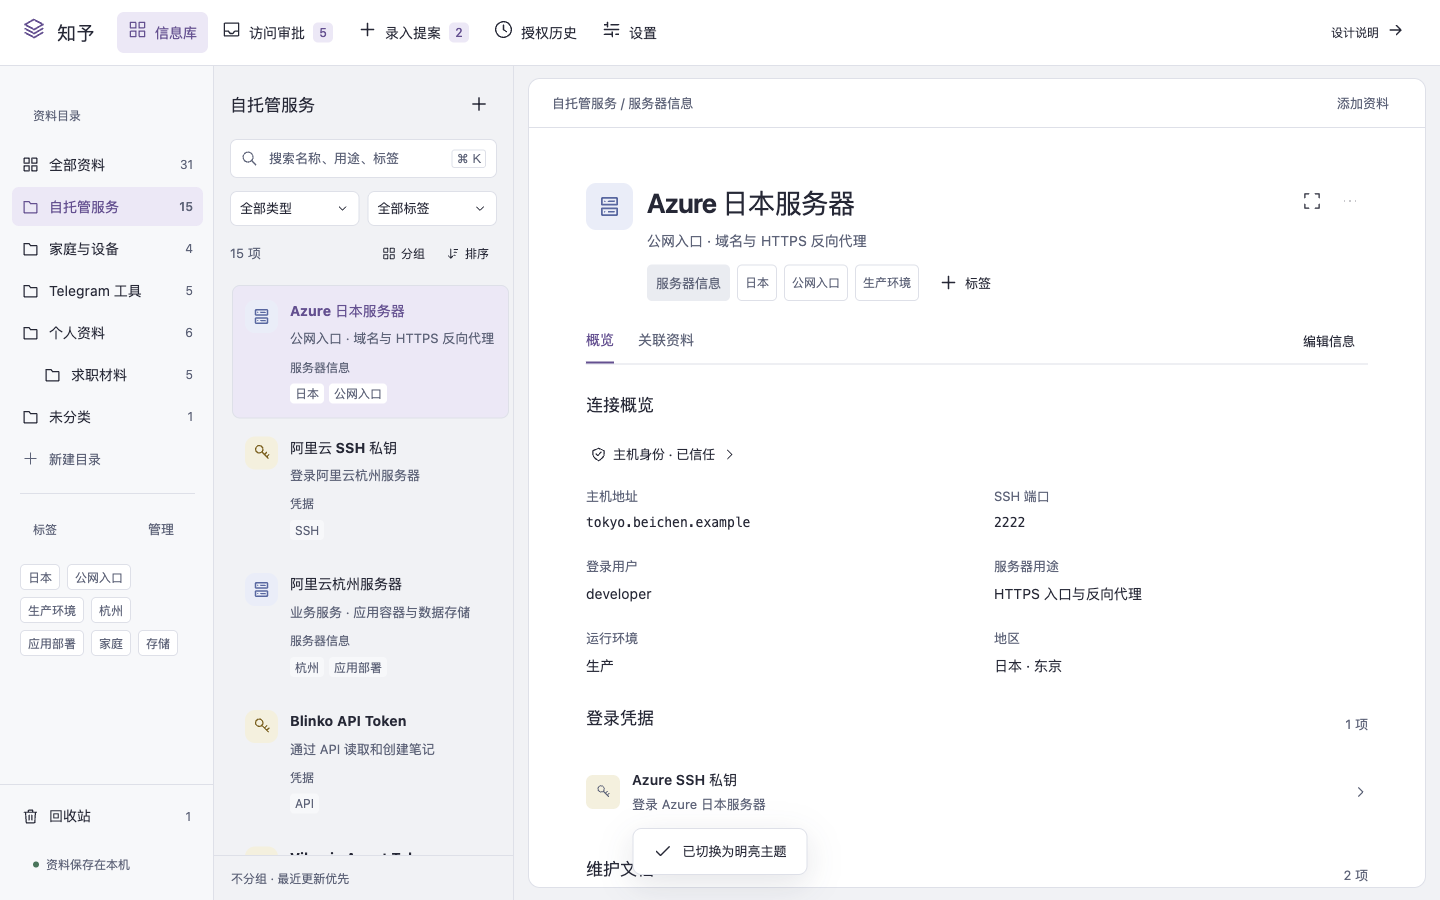 知予
信息库
访问审批 5
录入提案 2
授权历史
设置
设计说明
资料目录
全部资料 31
自托管服务 15
家庭与设备 4
Telegram 工具 5
个人资料 6
求职材料 5
未分类 1
新建目录
标签 管理
日本 公网入口
生产环境 杭州
应用部署 家庭 存储
回收站 1
资料保存在本机
自托管服务
搜索名称、用途、标签 ⌘ K
全部类型 全部标签
15 项 分组 排序
Azure 日本服务器
公网入口 · 域名与 HTTPS 反向代理
服务器信息
日本 公网入口
阿里云 SSH 私钥
登录阿里云杭州服务器
凭据
SSH
阿里云杭州服务器
业务服务 · 应用容器与数据存储
服务器信息
杭州 应用部署
Blinko API Token
通过 API 读取和创建笔记
凭据
API
不分组 · 最近更新优先
自托管服务 / 服务器信息 添加资料
Azure 日本服务器
公网入口 · 域名与 HTTPS 反向代理
服务器信息 日本 公网入口 生产环境 标签
概览 关联资料 编辑信息
连接概览
主机身份 · 已信任
主机地址 SSH 端口
tokyo.beichen.example 2222
登录用户 服务器用途
developer HTTPS 入口与反向代理
运行环境 地区
生产 日本 · 东京
登录凭据 1 项
Azure SSH 私钥
登录 Azure 日本服务器
已切换为明亮主题
维护文 2 项